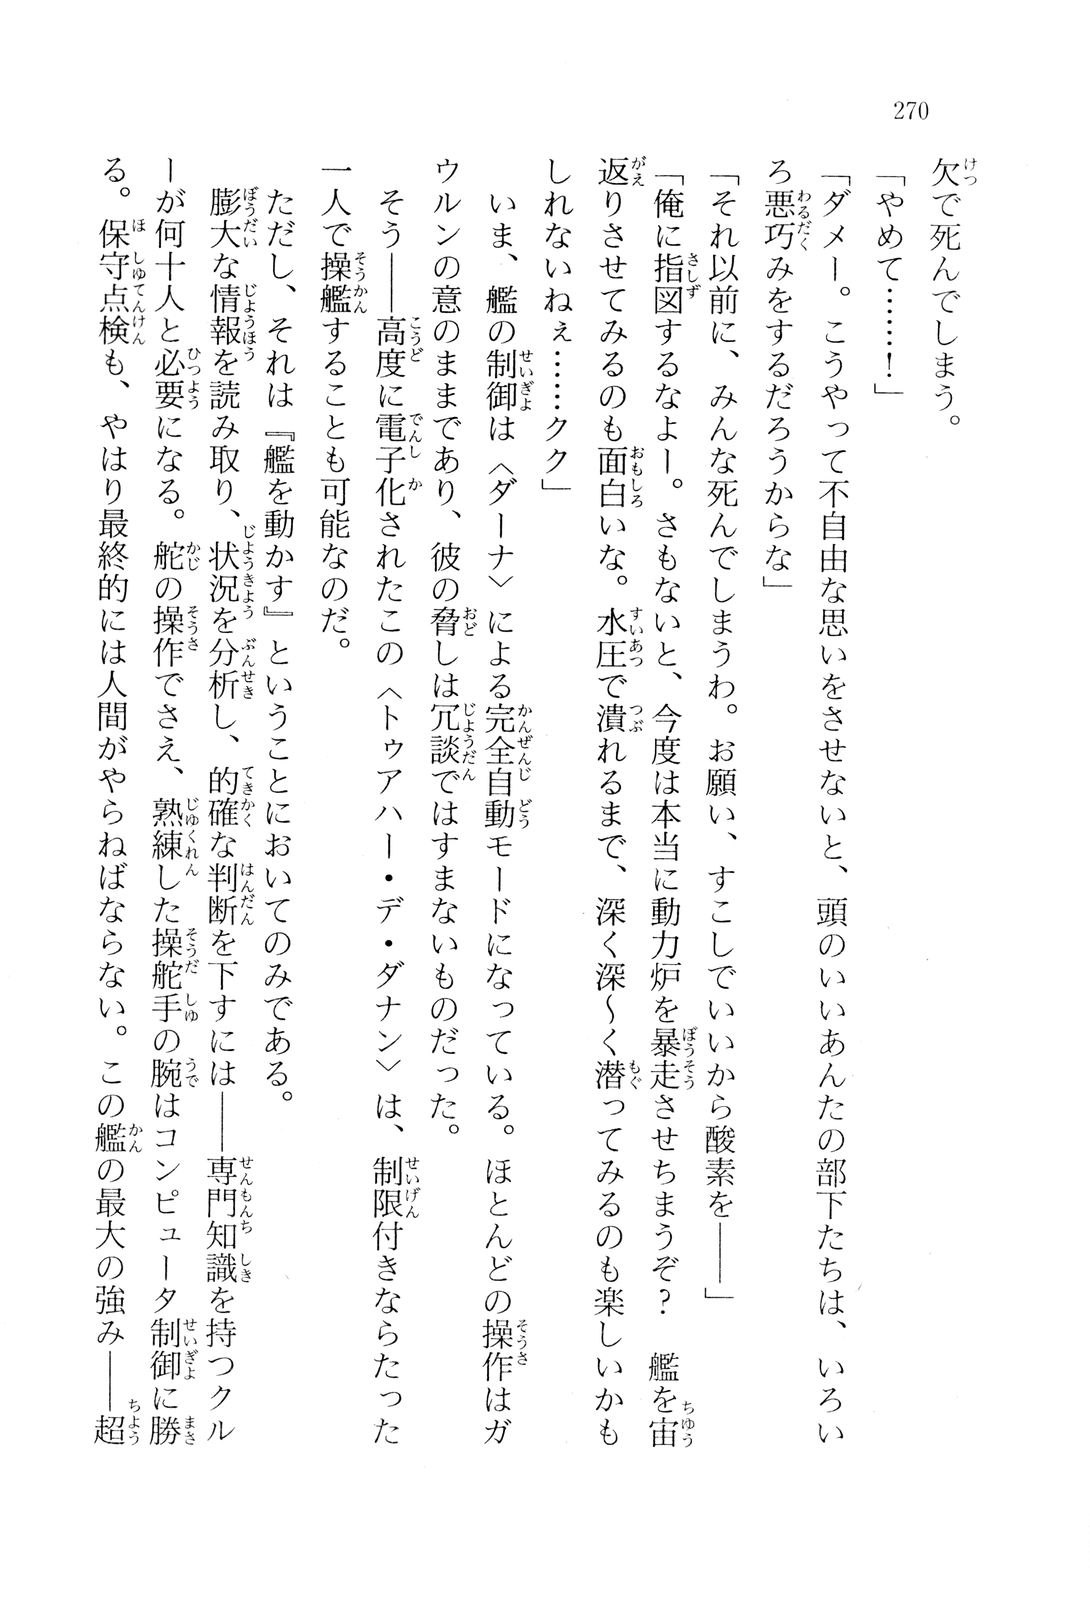 270
欠で死んでしまう。
「やめて……！」
「ダメー。こうやって不自由な思いをさせないと、頭のいいあんたの部下たちは、いろい
ろ悪巧みをするだろうからな」
「それ以前に、みんな死んでしまうわ。お願い、すこしでいいから酸素を――」
「俺に指図するなよー。さもないと、今度は本当に動力炉を暴走させちまうぞ？　艦を宙
返りさせてみるのも面白いな。水圧で潰れるまで、深く深〜く潜ってみるのも楽しいかも
しれないねぇ……クク」
いま、艦の制御は〈ダーナ〉による完全自動モードになっている。ほとんどの操作はガ
ウルンの意のままであり、彼の脅しは冗談ではすまないものだった。
そう――高度に電子化されたこの〈トゥアハー・デ・ダナン〉は、制限付きならたった
一人で操艦することも可能なのだ。
ただし、それは『艦を動かす』ということにおいてのみである。
膨大な情報を読み取り、状況を分析し、的確な判断を下すには――専門知識を持つクル
ーが何十人と必要になる。舵の操作でさえ、熟練した操舵手の腕はコンピュータ制御に勝
る。保守点検も、やはり最終的には人間がやらねばならない。この艦の最大の強み――超